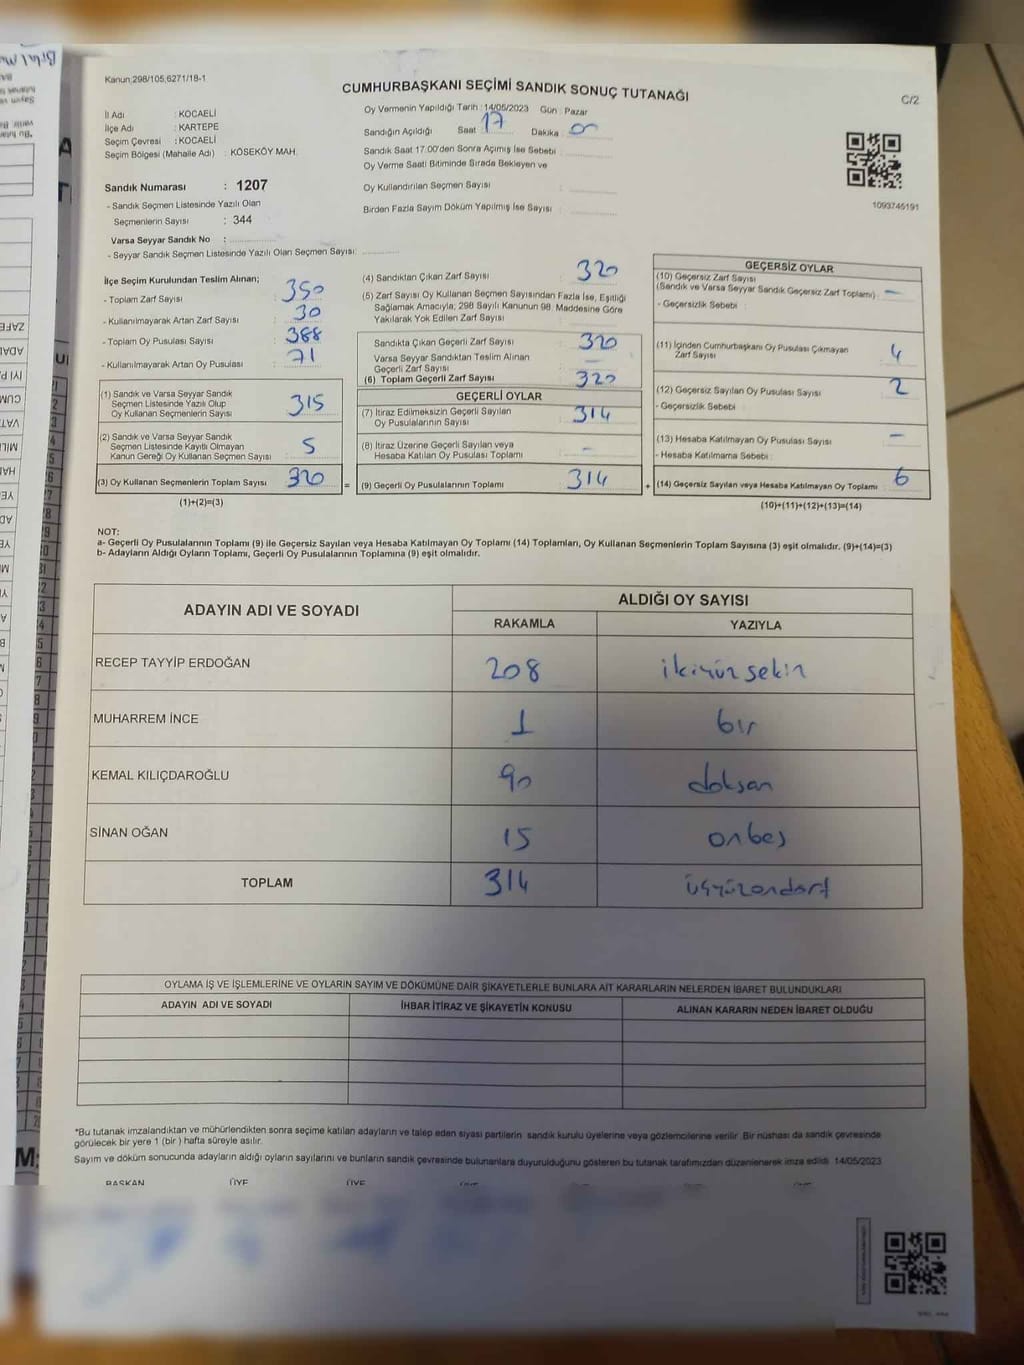 Kanun:298/105,6271/18-1
CUMHURBAŞKANI SEÇİMİ SANDIK SONUÇ TUTANAĞI
C/2
İl Adı : KOCAELİ
İlçe Adı : KARTEPE
Seçim Çevresi : KOCAELİ
Seçim Bölgesi (Mahalle Adı) : KÖSEKÖY MAH.
Sandık Numarası : 1207
- Sandık Seçmen Listesinde Yazılı Olan
Seçmenlerin Sayısı : 344
Varsa Seyyar Sandık No :
- Seyyar Sandık Seçmen Listesinde Yazılı Olan Seçmen Sayısı:
Oy Vermenin Yapıldığı Tarih : 14/05/2023 Gün : Pazar
Sandığın Açıldığı Saat : 17 Dakika : 00
Sandık Saat 17.00'den Sonra Açılmış İse Sebebi :
Oy Verme Saati Bitiminde Sırada Bekleyen ve
Oy Kullandırılan Seçmen Sayısı :
Birden Fazla Sayım Döküm Yapılmış İse Sayısı :
1093745191
İlçe Seçim Kurulundan Teslim Alınan;
- Toplam Zarf Sayısı : 350
- Kullanılmayarak Artan Zarf Sayısı : 30
- Toplam Oy Pusulası Sayısı : 388
- Kullanılmayarak Artan Oy Pusulası : 71
(1) Sandık ve Varsa Seyyar Sandık
Seçmen Listesinde Yazılı Olup
Oy Kullanan Seçmenlerin Sayısı : 315
(2) Sandık ve Varsa Seyyar Sandık
Seçmen Listesinde Kayıtlı Olmayan
Kanun Gereği Oy Kullanan Seçmen Sayısı : 5
(3) Oy Kullanan Seçmenlerin Toplam Sayısı : 320 =
(1)+(2)=(3)
(4) Sandıktan Çıkan Zarf Sayısı : 320
(5) Zarf Sayısı Oy Kullanan Seçmen Sayısından Fazla İse, Eşitliği
Sağlamak Amacıyla; 298 Sayılı Kanunun 98. Maddesine Göre
Yakılarak Yok Edilen Zarf Sayısı :
Sandıkta Çıkan Geçerli Zarf Sayısı : 320
Varsa Seyyar Sandıktan Teslim Alınan
Geçerli Zarf Sayısı : —
(6) Toplam Geçerli Zarf Sayısı : 320
GEÇERLİ OYLAR
(7) İtiraz Edilmeksizin Geçerli Sayılan
Oy Pusulalarının Sayısı : 314
(8) İtiraz Üzerine Geçerli Sayılan veya
Hesaba Katılan Oy Pusulası Toplamı : —
(9) Geçerli Oy Pusulalarının Toplamı : 314 +
GEÇERSİZ OYLAR
(10) Geçersiz Zarf Sayısı
(Sandık ve Varsa Seyyar Sandık Geçersiz Zarf Toplamı) : —
- Geçersizlik Sebebi :
(11) İçinden Cumhurbaşkanı Oy Pusulası Çıkmayan
Zarf Sayısı : 4
(12) Geçersiz Sayılan Oy Pusulası Sayısı : 2
- Geçersizlik Sebebi :
(13) Hesaba Katılmayan Oy Pusulası Sayısı : —
- Hesaba Katılmama Sebebi :
(14) Geçersiz Sayılan veya Hesaba Katılmayan Oy Toplamı : 6
(10)+(11)+(12)+(13)=(14)
NOT:
a- Geçerli Oy Pusulalarının Toplamı (9) ile Geçersiz Sayılan veya Hesaba Katılmayan Oy Toplamı (14) Toplamları, Oy Kullanan Seçmenlerin Toplam Sayısına (3) eşit olmalıdır. (9)+(14)=(3)
b- Adayların Aldığı Oyların Toplamı, Geçerli Oy Pusulalarının Toplamına (9) eşit olmalıdır.
ADAYIN ADI VE SOYADI ALDIĞI OY SAYISI
RAKAMLA YAZIYLA
RECEP TAYYİP ERDOĞAN 208 ikiyüz sekiz
MUHARREM İNCE 1 bir
KEMAL KILIÇDAROĞLU 90 doksan
SİNAN OĞAN 15 onbeş
TOPLAM 314 üçyüzondört
OYLAMA İŞ VE İŞLEMLERİNE VE OYLARIN SAYIM VE DÖKÜMÜNE DAİR ŞİKAYETLERLE BUNLARA AİT KARARLARIN NELERDEN İBARET BULUNDUKLARI
ADAYIN ADI VE SOYADI İHBAR İTİRAZ VE ŞİKAYETİN KONUSU ALINAN KARARIN NEDEN İBARET OLDUĞU
*Bu tutanak imzalandıktan ve mühürlendikten sonra seçime katılan adayların ve talep eden siyasi partilerin sandık kurulu üyelerine veya gözlemcilerine verilir. Bir nüshası da sandık çevresinde
görülecek bir yere 1 (bir ) hafta süreyle asılır.
Sayım ve döküm sonucunda adayların aldığı oyların sayılarını ve bunların sandık çevresinde bulunanlara duyurulduğunu gösteren bu tutanak tarafımızdan düzenlenerek imza edildi. 14/05/2023
BAŞKAN ÜYE ÜYE